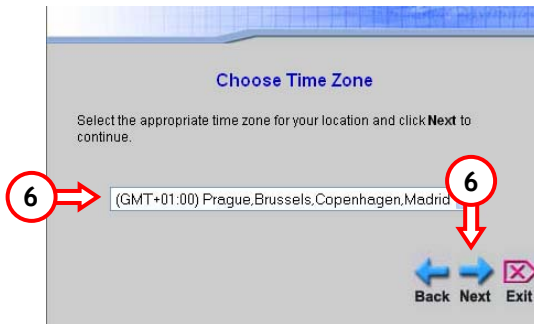 Choose Time Zone
Select the appropriate time zone for your location and click Next to
continue.
6
6
(GMT+01:00) Prague,Brussels,Copenhagen,Madrid
Back Next Exit